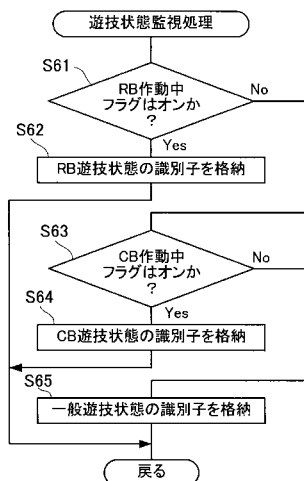 遊技状態監視処理
S61
RB作動中
フラグはオンか
?
No
Yes
S62
RB遊技状態の識別子を格納
S63
CB作動中
フラグはオンか
?
No
Yes
S64
CB遊技状態の識別子を格納
S65
一般遊技状態の識別子を格納
戻る